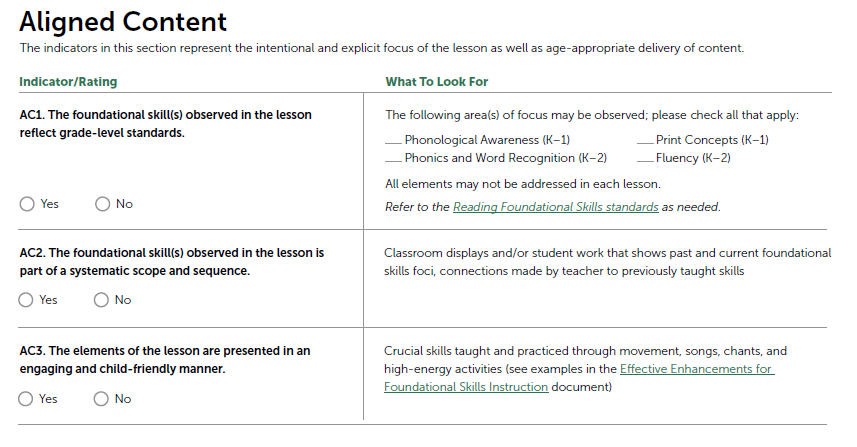 Aligned Content
The indicators in this section represent the intentional and explicit focus of the lesson as well as age-appropriate delivery of content.
Indicator/Rating
What To Look For
AC1. The foundational skill(s) observed in the lesson
reflect grade-level standards.
Yes
No
The following area(s) of focus may be observed; please check all that apply:
Phonological Awareness (K–1)
Print Concepts (K–1)
Phonics and Word Recognition (K–2)
Fluency (K–2)
All elements may not be addressed in each lesson.
Refer to the Reading Foundational Skills standards as needed.
AC2. The foundational skill(s) observed in the lesson is
part of a systematic scope and sequence.
Yes
No
Classroom displays and/or student work that shows past and current foundational
skills foci, connections made by teacher to previously taught skills
AC3. The elements of the lesson are presented in an
engaging and child-friendly manner.
Yes
No
Crucial skills taught and practiced through movement, songs, chants, and
high-energy activities (see examples in the Effective Enhancements for
Foundational Skills Instruction document)